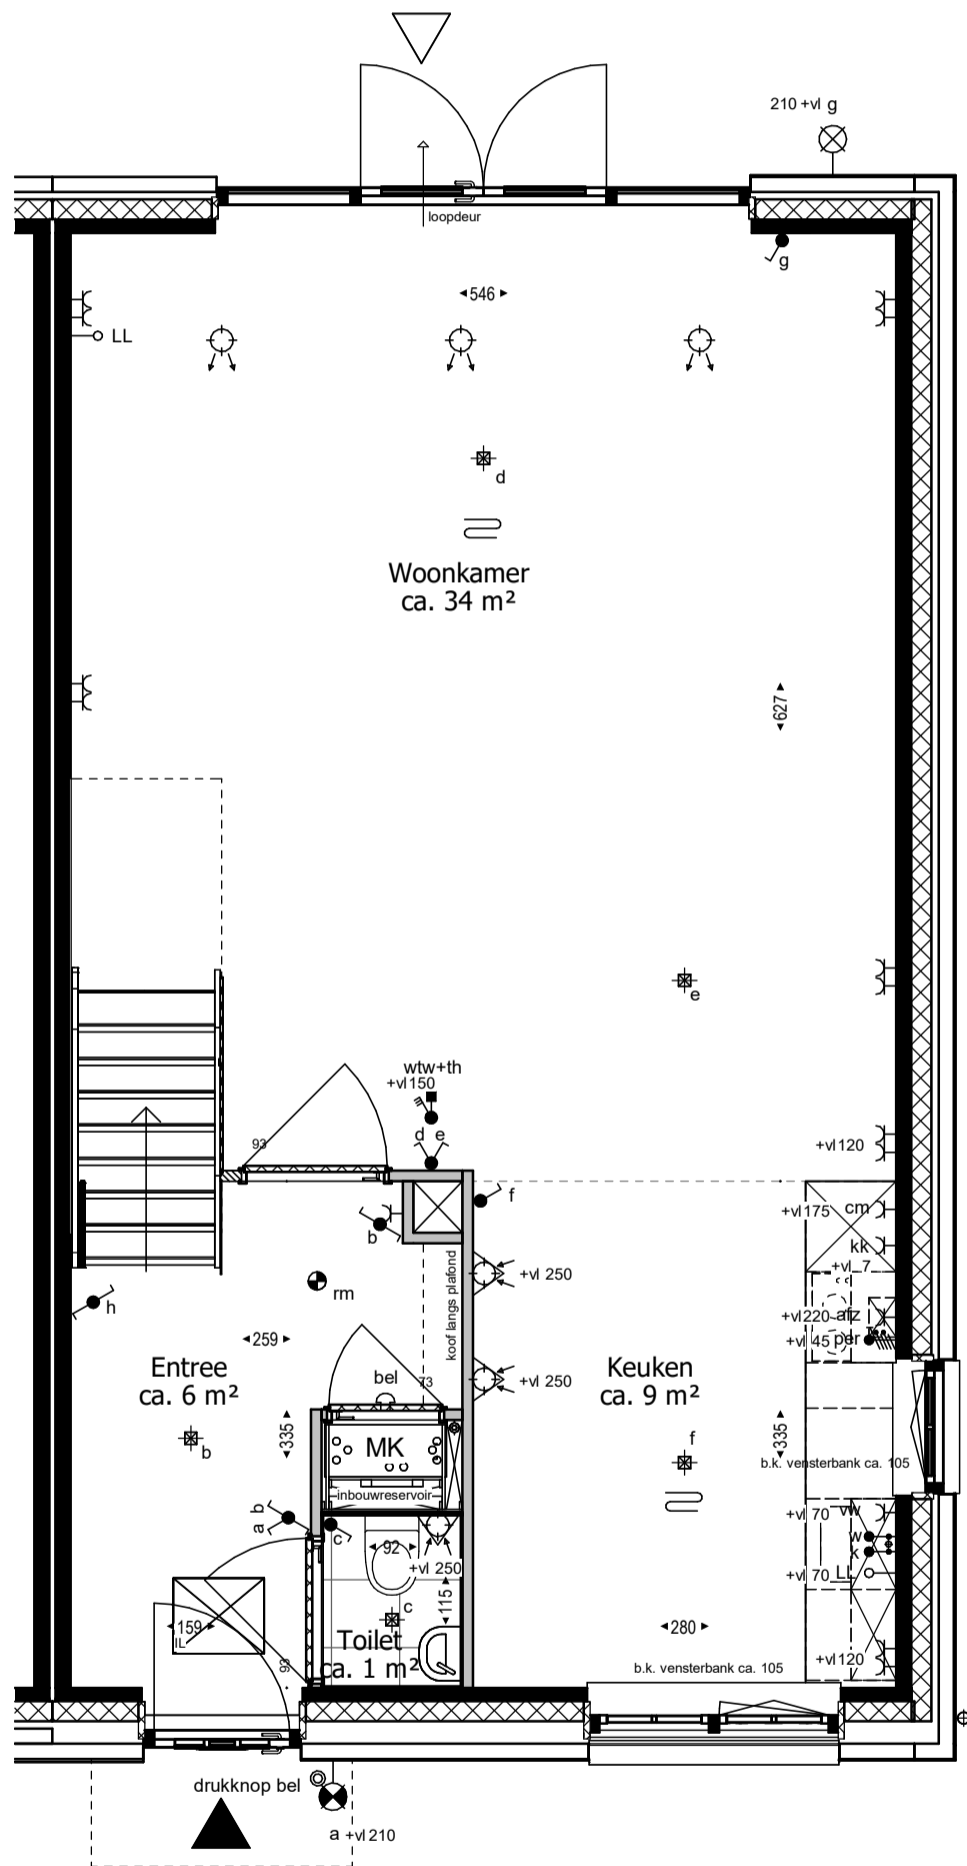 210 +vl g
loopdeur
g
546
LL
d
Woonkamer
ca. 34 m²
627
e
wtw+th
+vl 150
93
d e
+vl 120
f
b
+vl 175 cm
kk
+vl 7
koof langs plafond
+vl 250
rm
h
+vl 220 afz
+vl 45 per
259
Entree
ca. 6 m²
bel
73
+vl 250
Keuken
ca. 9 m²
335
MK
335
b
f
b.k. vensterbank ca. 105
inbouwreservoir
+vl 70 vw
a b
c
w
k
92
+vl 250
+vl 70 LL
115
c
159
IL
Toilet
ca. 1 m²
93
280
+vl 120
b.k. vensterbank ca. 105
drukknop bel
a +vl 210